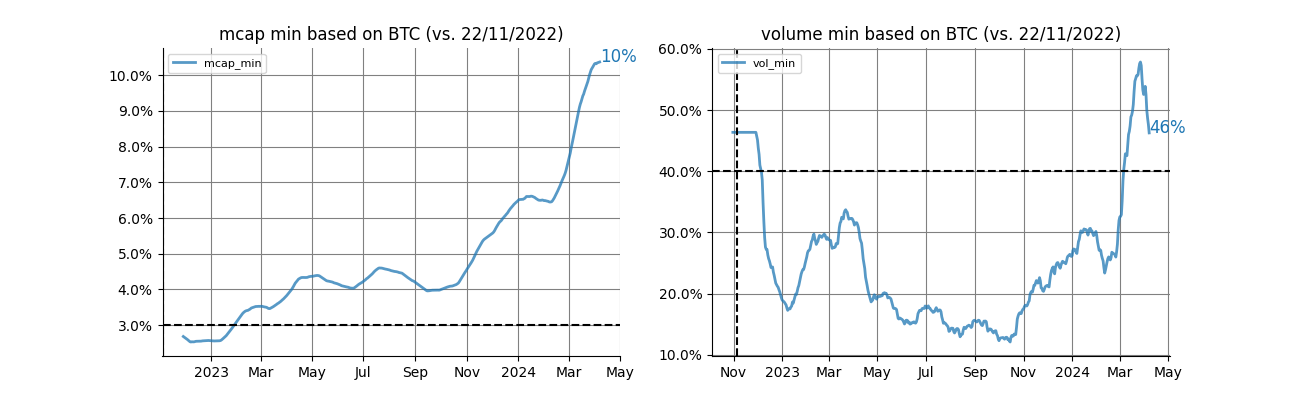 mcap min based on BTC (vs. 22/11/2022)
mcap_min
10%
10.0%
9.0%
8.0%
7.0%
6.0%
5.0%
4.0%
3.0%
2023 Mar May Jul Sep Nov 2024 Mar May
volume min based on BTC (vs. 22/11/2022)
60.0%
vol_min
50.0%
46%
40.0%
30.0%
20.0%
10.0%
Nov 2023 Mar May Jul Sep Nov 2024 Mar May